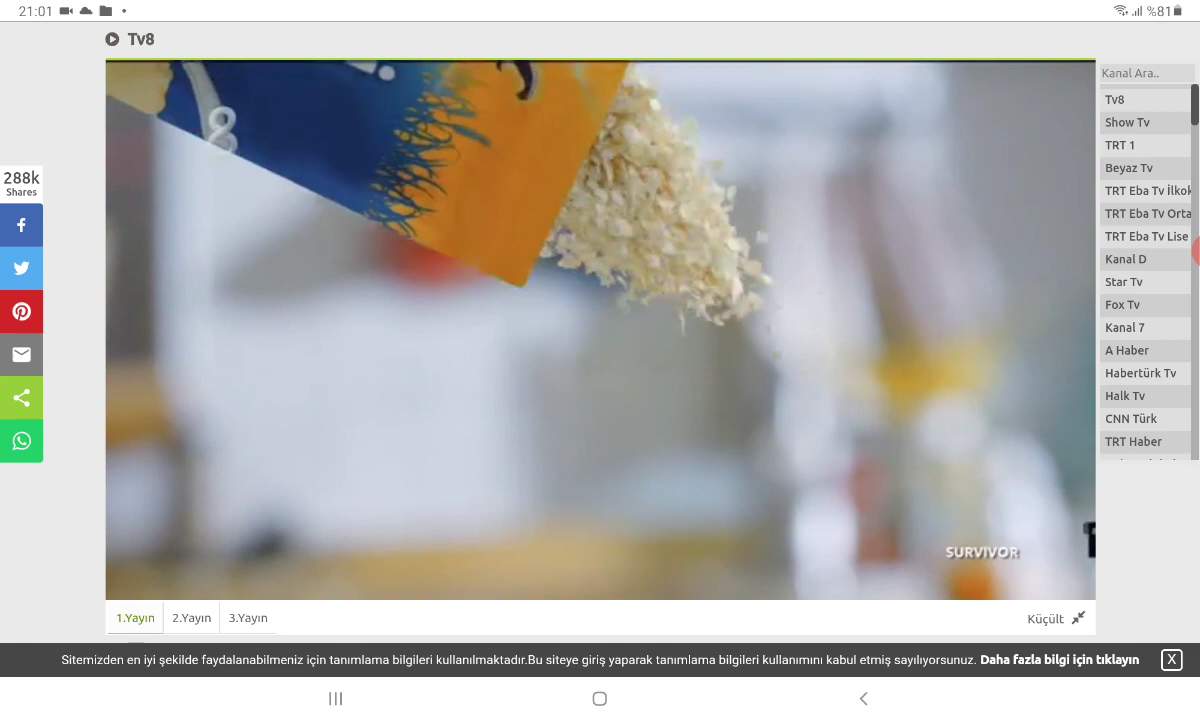 21:01
%81
Tv8
288k
Shares
8
SURVIVOR
Kanal Ara..
Tv8
Show Tv
TRT 1
Beyaz Tv
TRT Eba Tv İlkok
TRT Eba Tv Orta
TRT Eba Tv Lise
Kanal D
Star Tv
Fox Tv
Kanal 7
A Haber
Habertürk Tv
Halk Tv
CNN Türk
TRT Haber
1.Yayın
2.Yayın
3.Yayın
Küçült
Sitemizden en iyi şekilde faydalanabilmeniz için tanımlama bilgileri kullanılmaktadır.Bu siteye giriş yaparak tanımlama bilgileri kullanımını kabul etmiş sayılıyorsunuz. Daha fazla bilgi için tıklayın
X